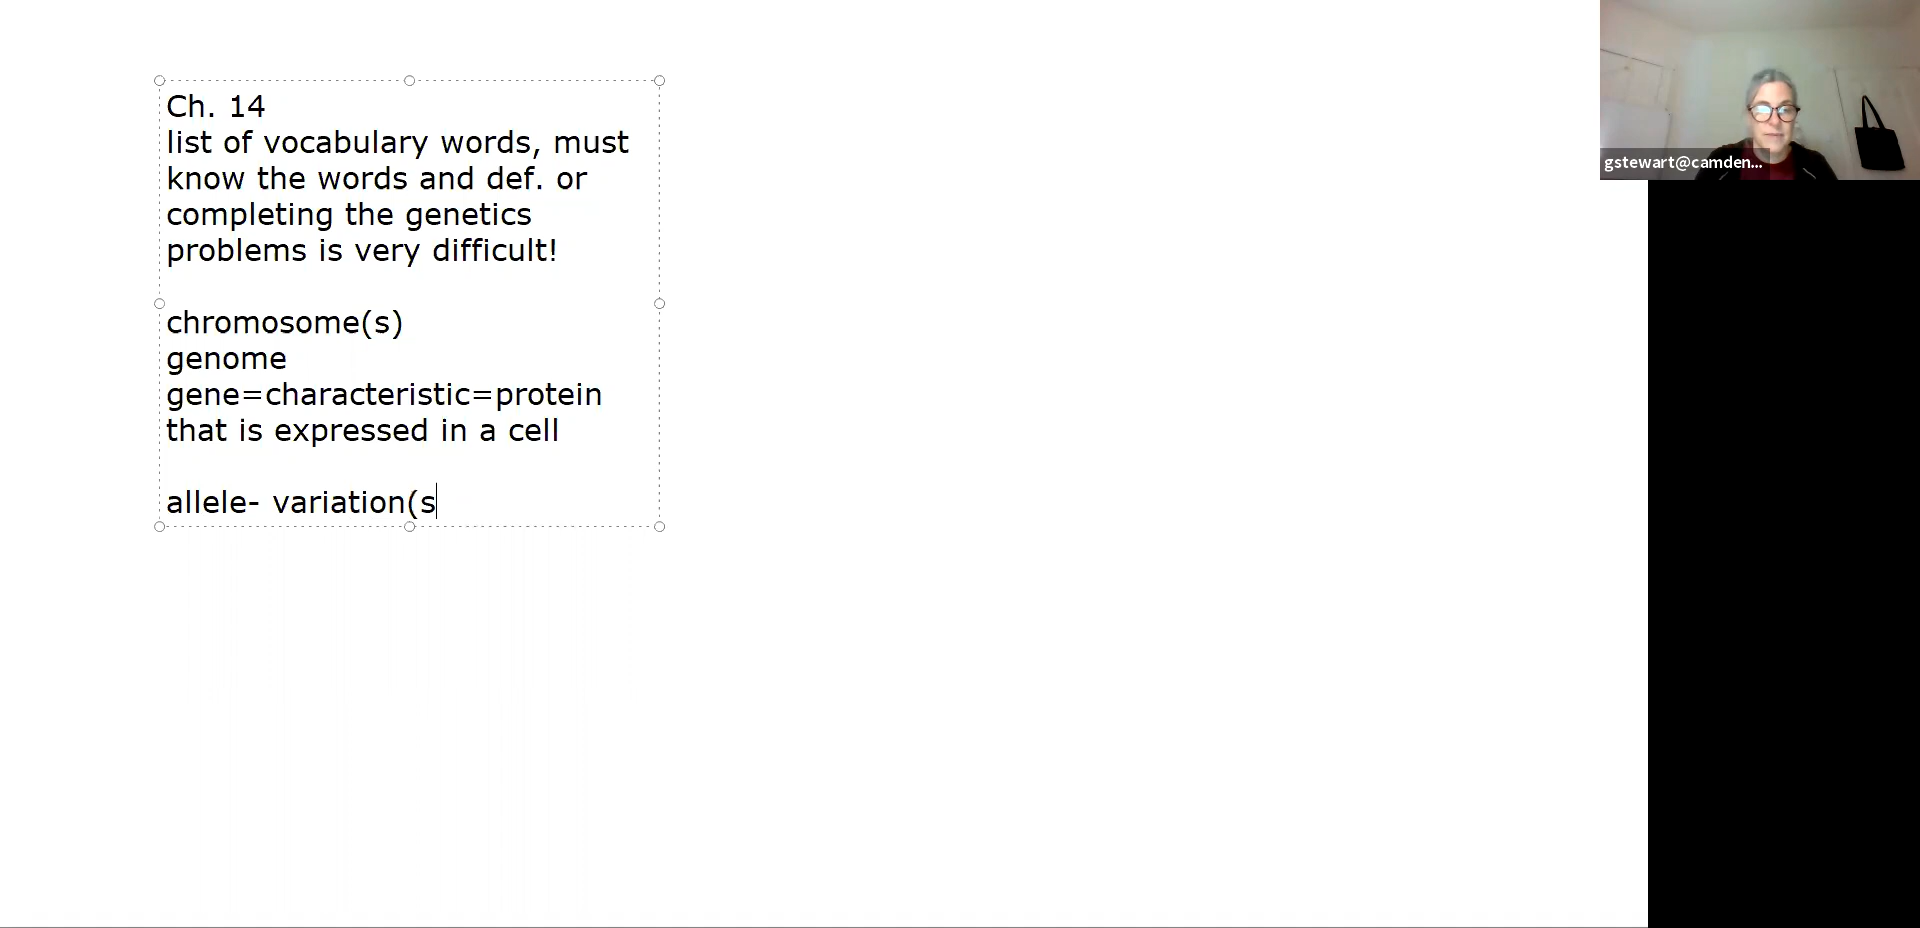 Ch. 14
list of vocabulary words, must
know the words and def. or
completing the genetics
problems is very difficult!
chromosome(s)
genome
gene=characteristic=protein
that is expressed in a cell
allele- variation(s
gstewart@camden...